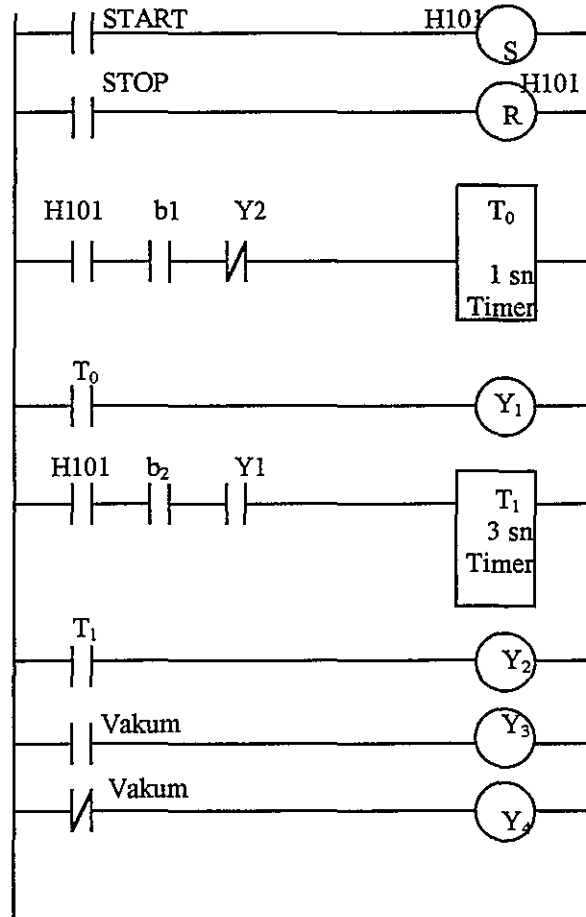 START H101
S
STOP H101
R
H101 b1 Y2 T₀
1 sn
Timer
T₀
Y₁
H101 b₂ Y1 T₁
3 sn
Timer
T₁
Y₂
Vakum Y₃
Vakum
Y₄